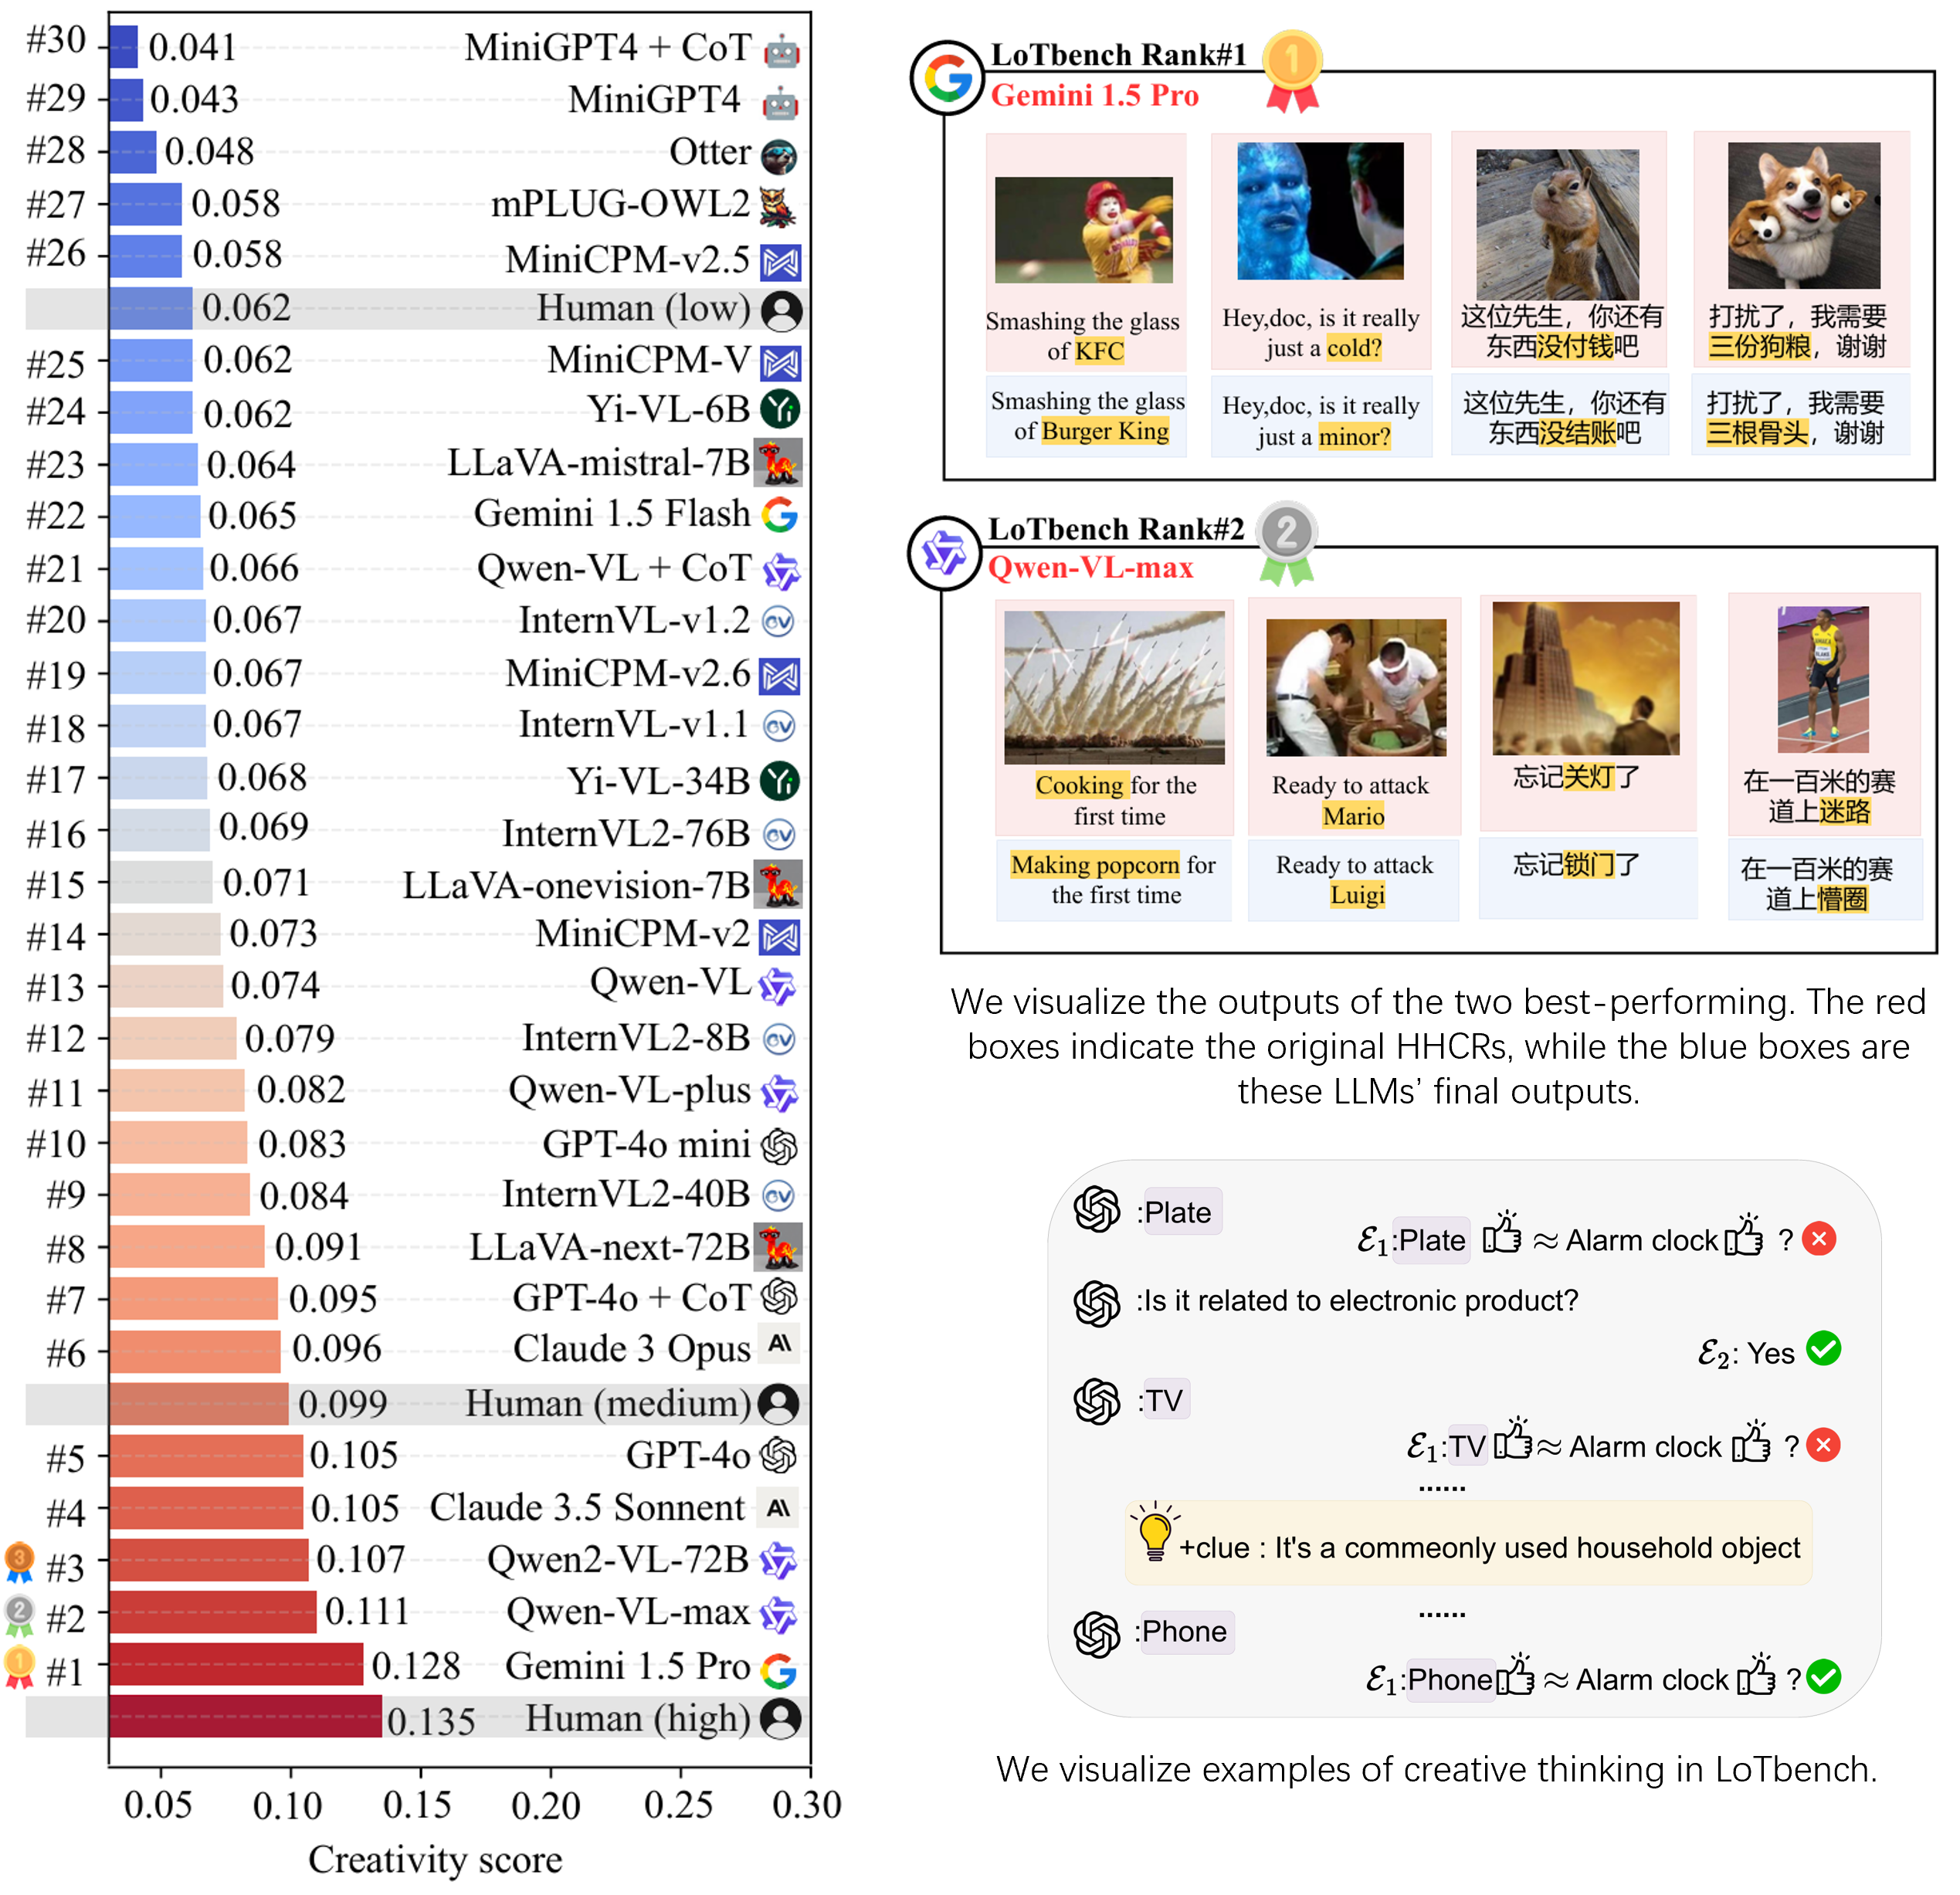 #30 0.041 MiniGPT4 + CoT
#29 0.043 MiniGPT4
#28 0.048 Otter
#27 0.058 mPLUG-OWL2
#26 0.058 MiniCPM-v2.5
0.062 Human (low)
#25 0.062 MiniCPM-V
#24 0.062 Yi-VL-6B
#23 0.064 LLaVA-mistral-7B
#22 0.065 Gemini 1.5 Flash
#21 0.066 Qwen-VL + CoT
#20 0.067 InternVL-v1.2
#19 0.067 MiniCPM-v2.6
#18 0.067 InternVL-v1.1
#17 0.068 Yi-VL-34B
#16 0.069 InternVL2-76B
#15 0.071 LLaVA-onevision-7B
#14 0.073 MiniCPM-v2
#13 0.074 Qwen-VL
#12 0.079 InternVL2-8B
#11 0.082 Qwen-VL-plus
#10 0.083 GPT-4o mini
#9 0.084 InternVL2-40B
#8 0.091 LLaVA-next-72B
#7 0.095 GPT-4o + CoT
#6 0.096 Claude 3 Opus
0.099 Human (medium)
#5 0.105 GPT-4o
#4 0.105 Claude 3.5 Sonnent
3 #3 0.107 Qwen2-VL-72B
2 #2 0.111 Qwen-VL-max
1 #1 0.128 Gemini 1.5 Pro
0.135 Human (high)
0.05 0.10 0.15 0.20 0.25 0.30
Creativity score
LoTbench Rank#1 1
Gemini 1.5 Pro
Smashing the glass
of KFC
Hey,doc, is it really
just a cold?
这位先生，你还有
东西没付钱吧
打扰了，我需要
三份狗粮，谢谢
Smashing the glass
of Burger King
Hey,doc, is it really
just a minor?
这位先生，你还有
东西没结账吧
打扰了，我需要
三根骨头，谢谢
LoTbench Rank#2 2
Qwen-VL-max
Cooking for the
first time
Ready to attack
Mario
忘记关灯了
在一百米的赛
道上迷路
Making popcorn for
the first time
Ready to attack
Luigi
忘记锁门了
在一百米的赛
道上懵圈
We visualize the outputs of the two best-performing. The red
boxes indicate the original HHCRs, while the blue boxes are
these LLMs’ final outputs.
:Plate
ℰ1:Plate ≈ Alarm clock ?
:Is it related to electronic product?
ℰ2: Yes
:TV
ℰ1:TV ≈ Alarm clock ?
......
+clue : It's a commeonly used household object
......
:Phone
ℰ1:Phone ≈ Alarm clock ?
We visualize examples of creative thinking in LoTbench.